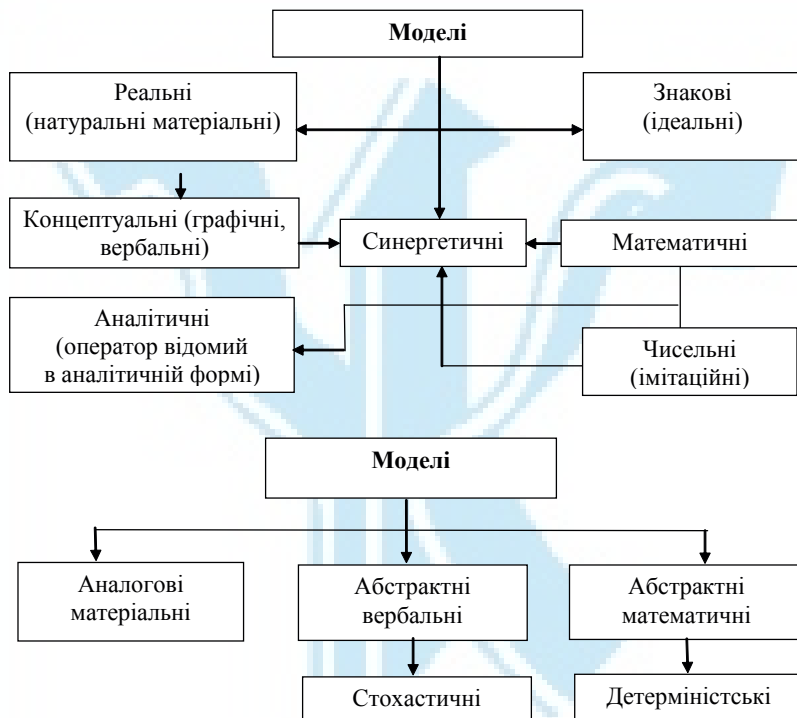 Моделі
Реальні
(натуральні матеріальні)
Знакові
(ідеальні)
Концептуальні (графічні,
вербальні)
Синергетичні
Математичні
Аналітичні
(оператор відомий
в аналітичній формі)
Чисельні
(імітаційні)
Моделі
Аналогові
матеріальні
Абстрактні
вербальні
Абстрактні
математичні
Стохастичні
Детерміністські